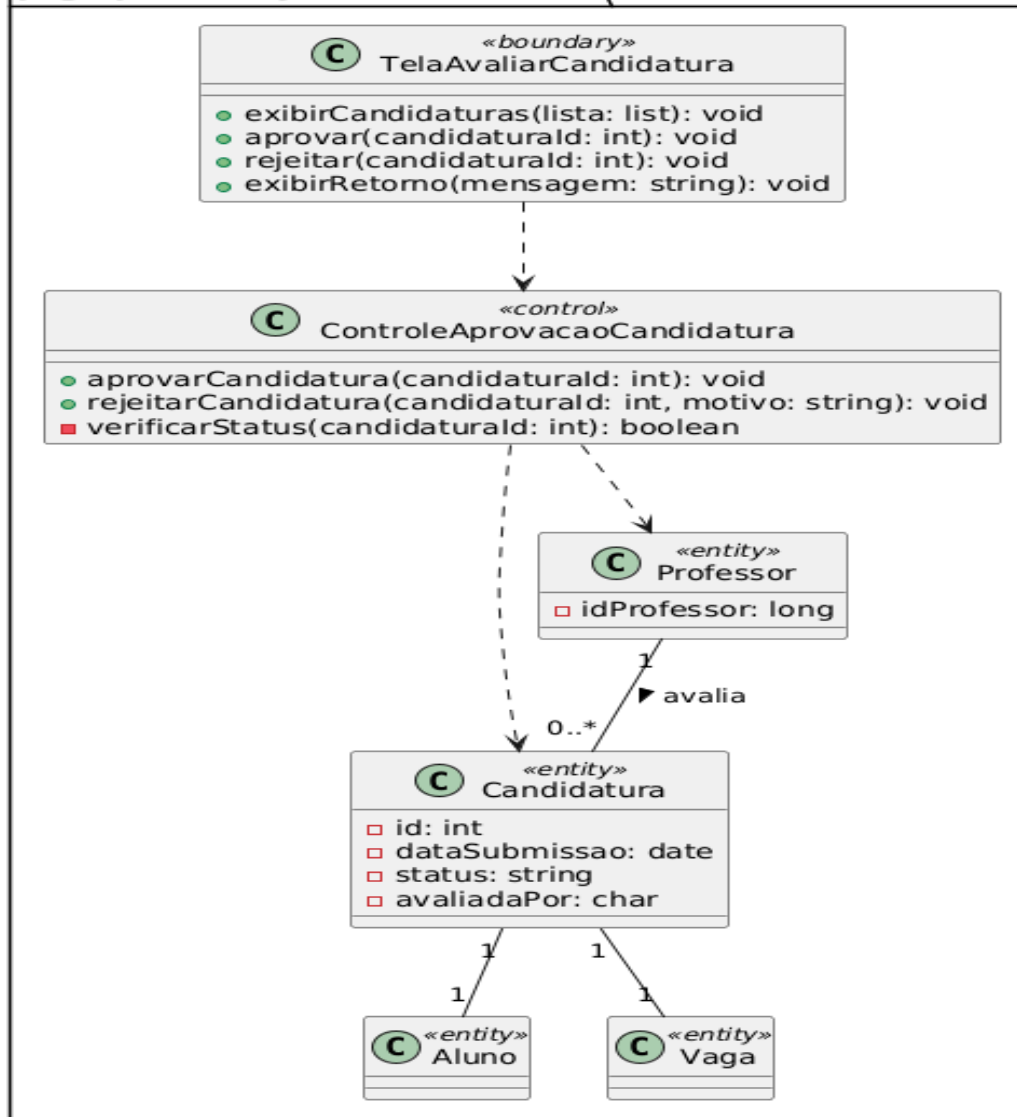 C
«boundary»
TelaAvaliarCandidatura
exibirCandidaturas(lista: list): void
aprovar(candidaturaId: int): void
rejeitar(candidaturaId: int): void
exibirRetorno(mensagem: string): void
C
«control»
ControleAprovacaoCandidatura
aprovarCandidatura(candidaturaId: int): void
rejeitarCandidatura(candidaturaId: int, motivo: string): void
verificarStatus(candidaturaId: int): boolean
C
«entity»
Professor
idProfessor: long
1
avalia
0..*
C
«entity»
Candidatura
id: int
dataSubmissao: date
status: string
avaliadaPor: char
1 1
1 1
C
«entity»
Aluno
C
«entity»
Vaga